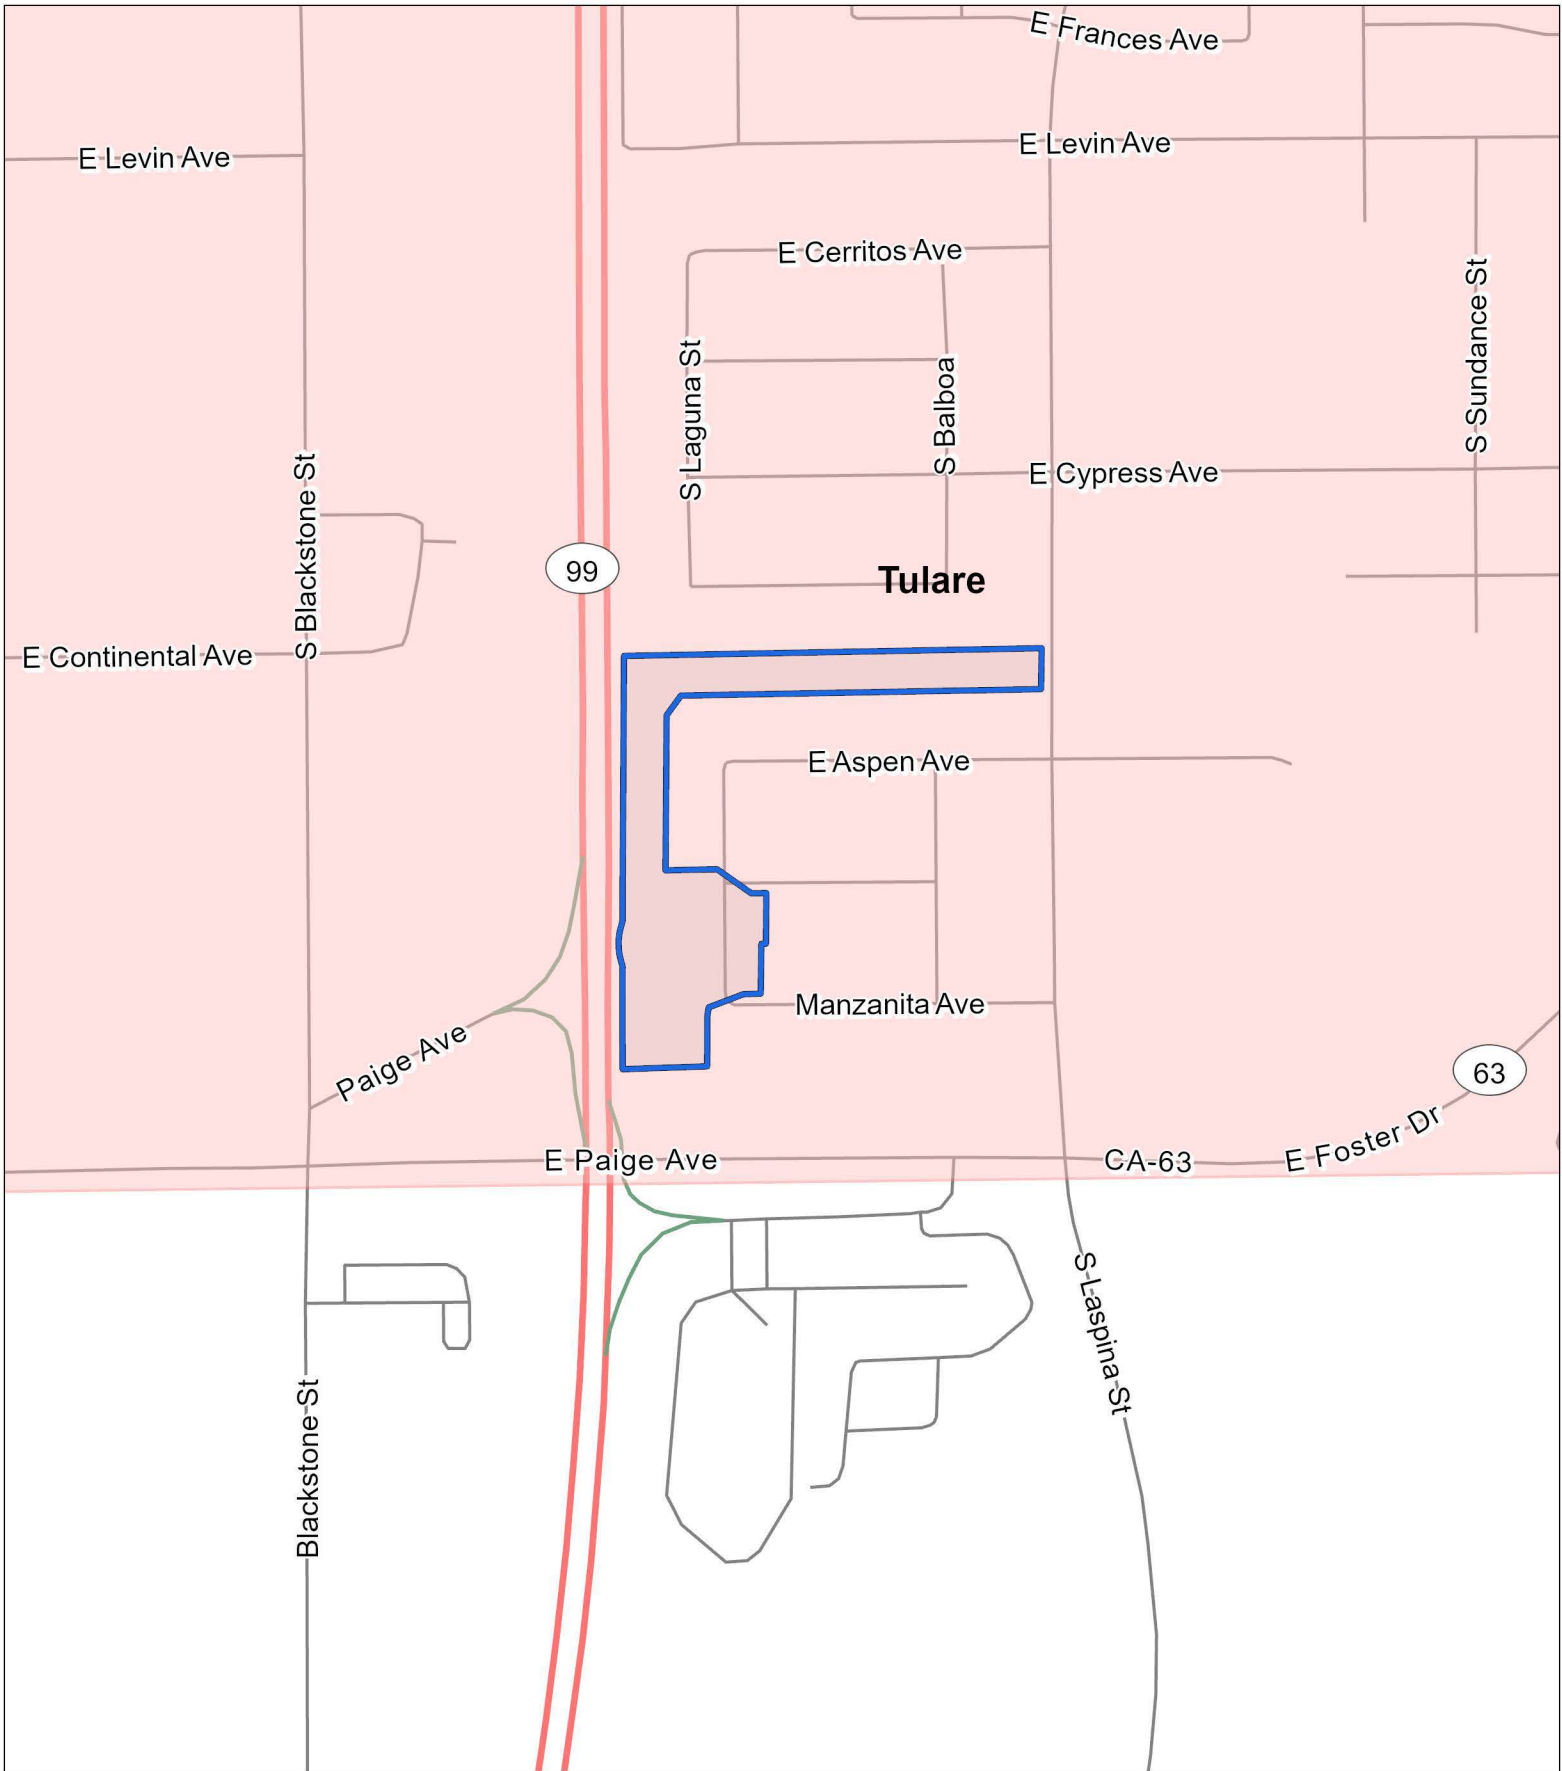 E Frances Ave
E Levin Ave
E Levin Ave
E Cerritos Ave
S Laguna St
S Balboa
S Sundance St
E Cypress Ave
S Blackstone St
99
Tulare
E Continental Ave
E Aspen Ave
Manzanita Ave
Paige Ave
63
E Paige Ave
CA-63
E Foster Dr
S Laspina St
Blackstone St